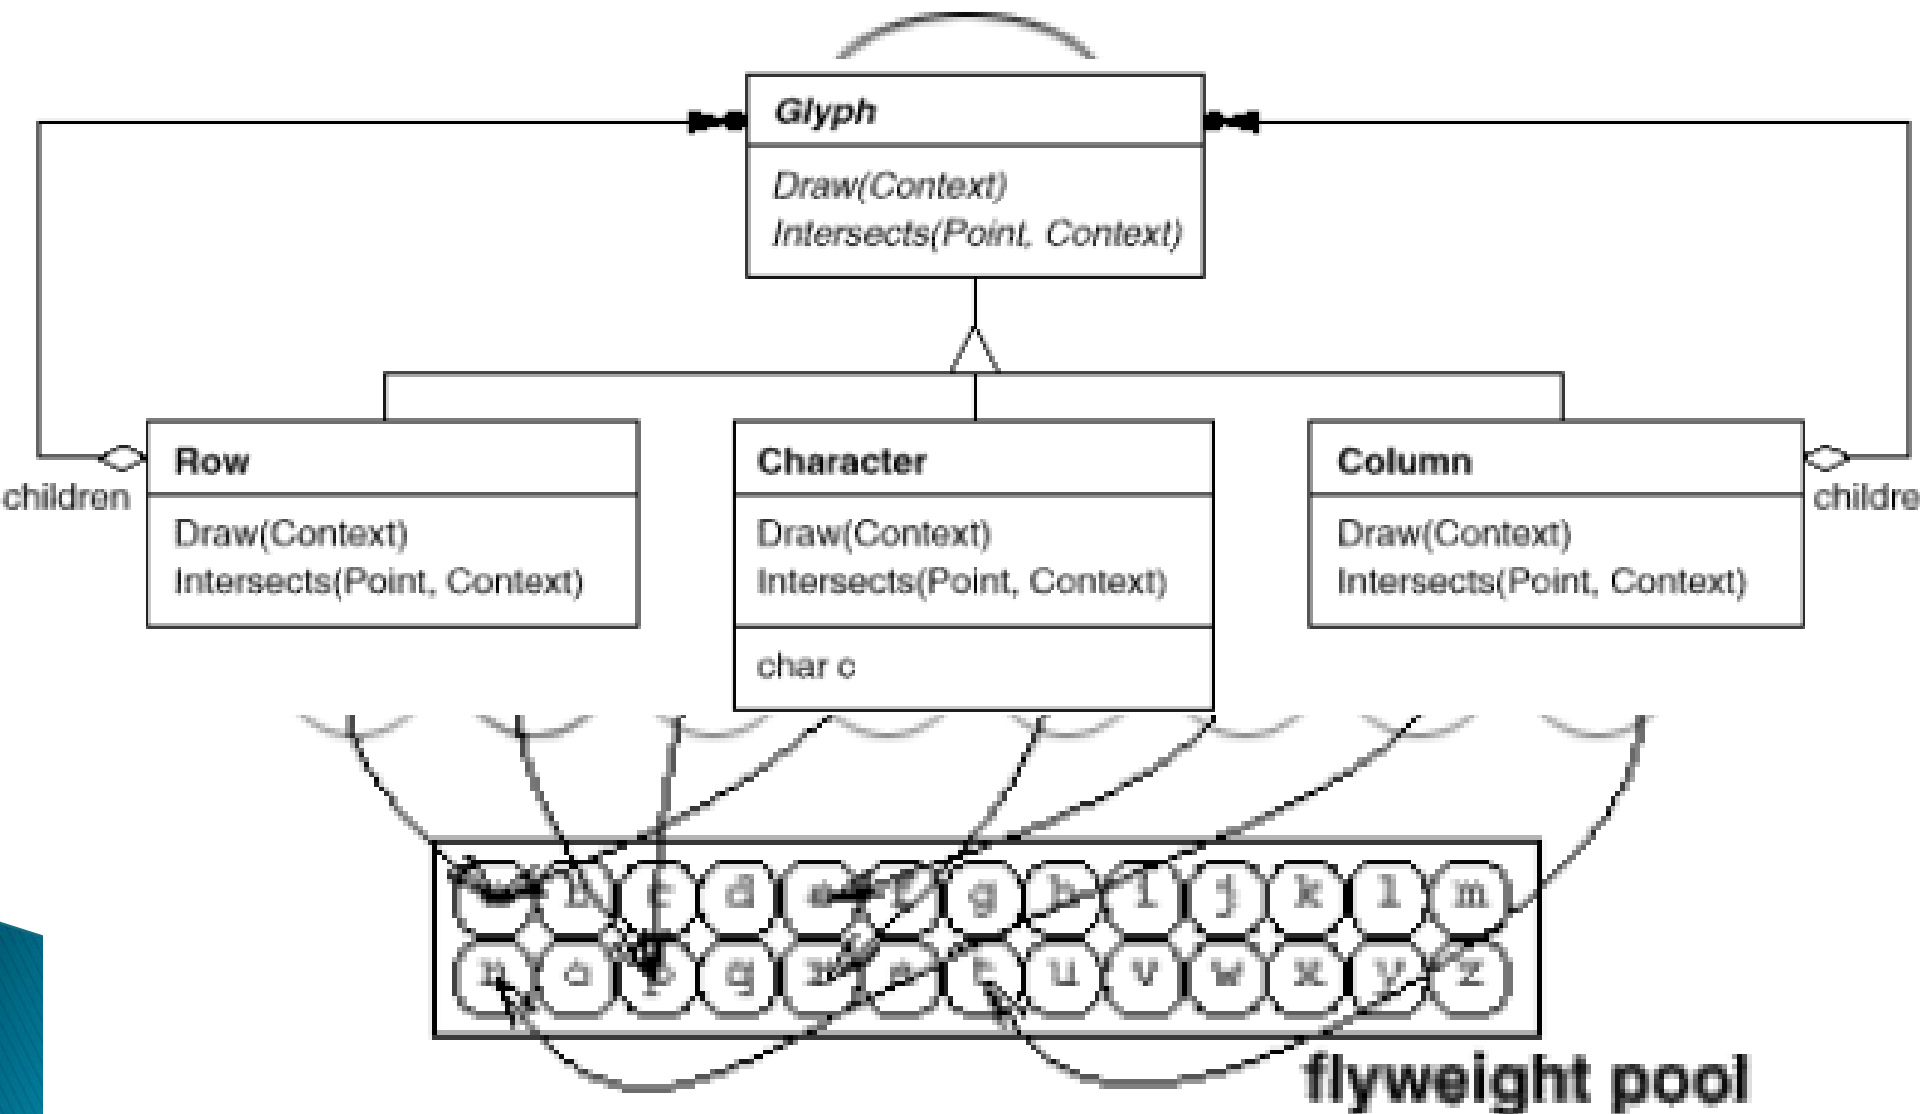 Glyph
Draw(Context)
Intersects(Point, Context)
Row
Character
Column
children
childre
Draw(Context)
Intersects(Point, Context)
Draw(Context)
Intersects(Point, Context)
Draw(Context)
Intersects(Point, Context)
char c
d g h i j k l m
n o p q t u v w x y z
flyweight pool